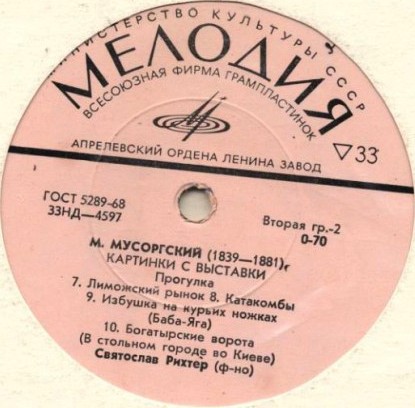 МИНИСТЕРСТВО КУЛЬТУРЫ СССР
МЕЛОДИЯ
ВСЕСОЮЗНАЯ ФИРМА ГРАМПЛАСТИНОК
АПРЕЛЕВСКИЙ ОРДЕНА ЛЕНИНА ЗАВОД
▽33
ГОСТ 5289-68
33НД—4597
Вторая гр.-2
0-70
М. МУСОРГСКИЙ (1839—1881)
КАРТИНКИ С ВЫСТАВКИ
Прогулка
7. Лиможский рынок 8. Катакомбы
9. Избушка на курьих ножках
(Баба-Яга)
10. Богатырские ворота
(В стольном городе во Киеве)
Святослав Рихтер (ф-но)